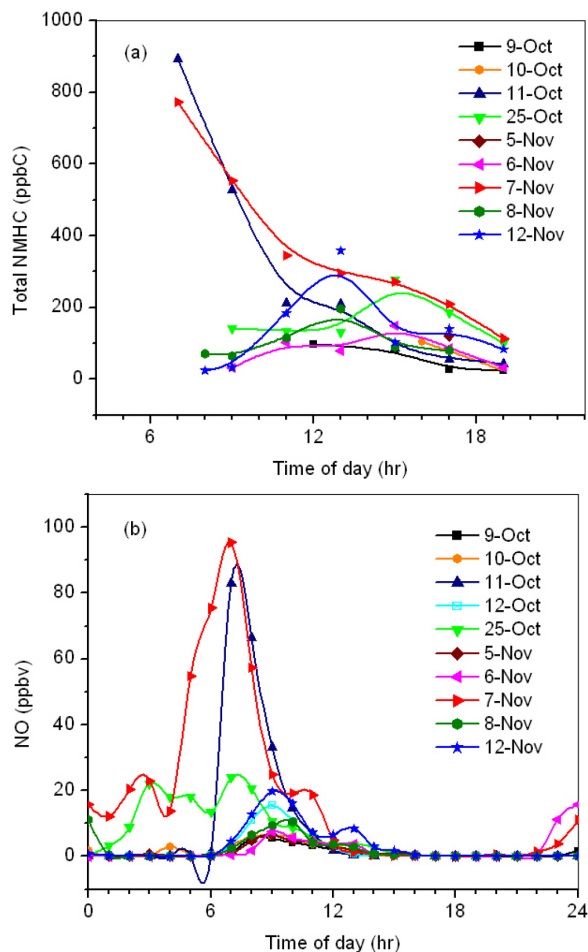 (a)
9-Oct
10-Oct
11-Oct
25-Oct
5-Nov
6-Nov
7-Nov
8-Nov
12-Nov
1000
800
600
400
200
0
Total NMHC (ppbC)
6
12
18
Time of day (hr)
(b)
9-Oct
10-Oct
11-Oct
12-Oct
25-Oct
5-Nov
6-Nov
7-Nov
8-Nov
12-Nov
100
80
60
40
20
0
NO (ppbv)
0
6
12
18
24
Time of day (hr)